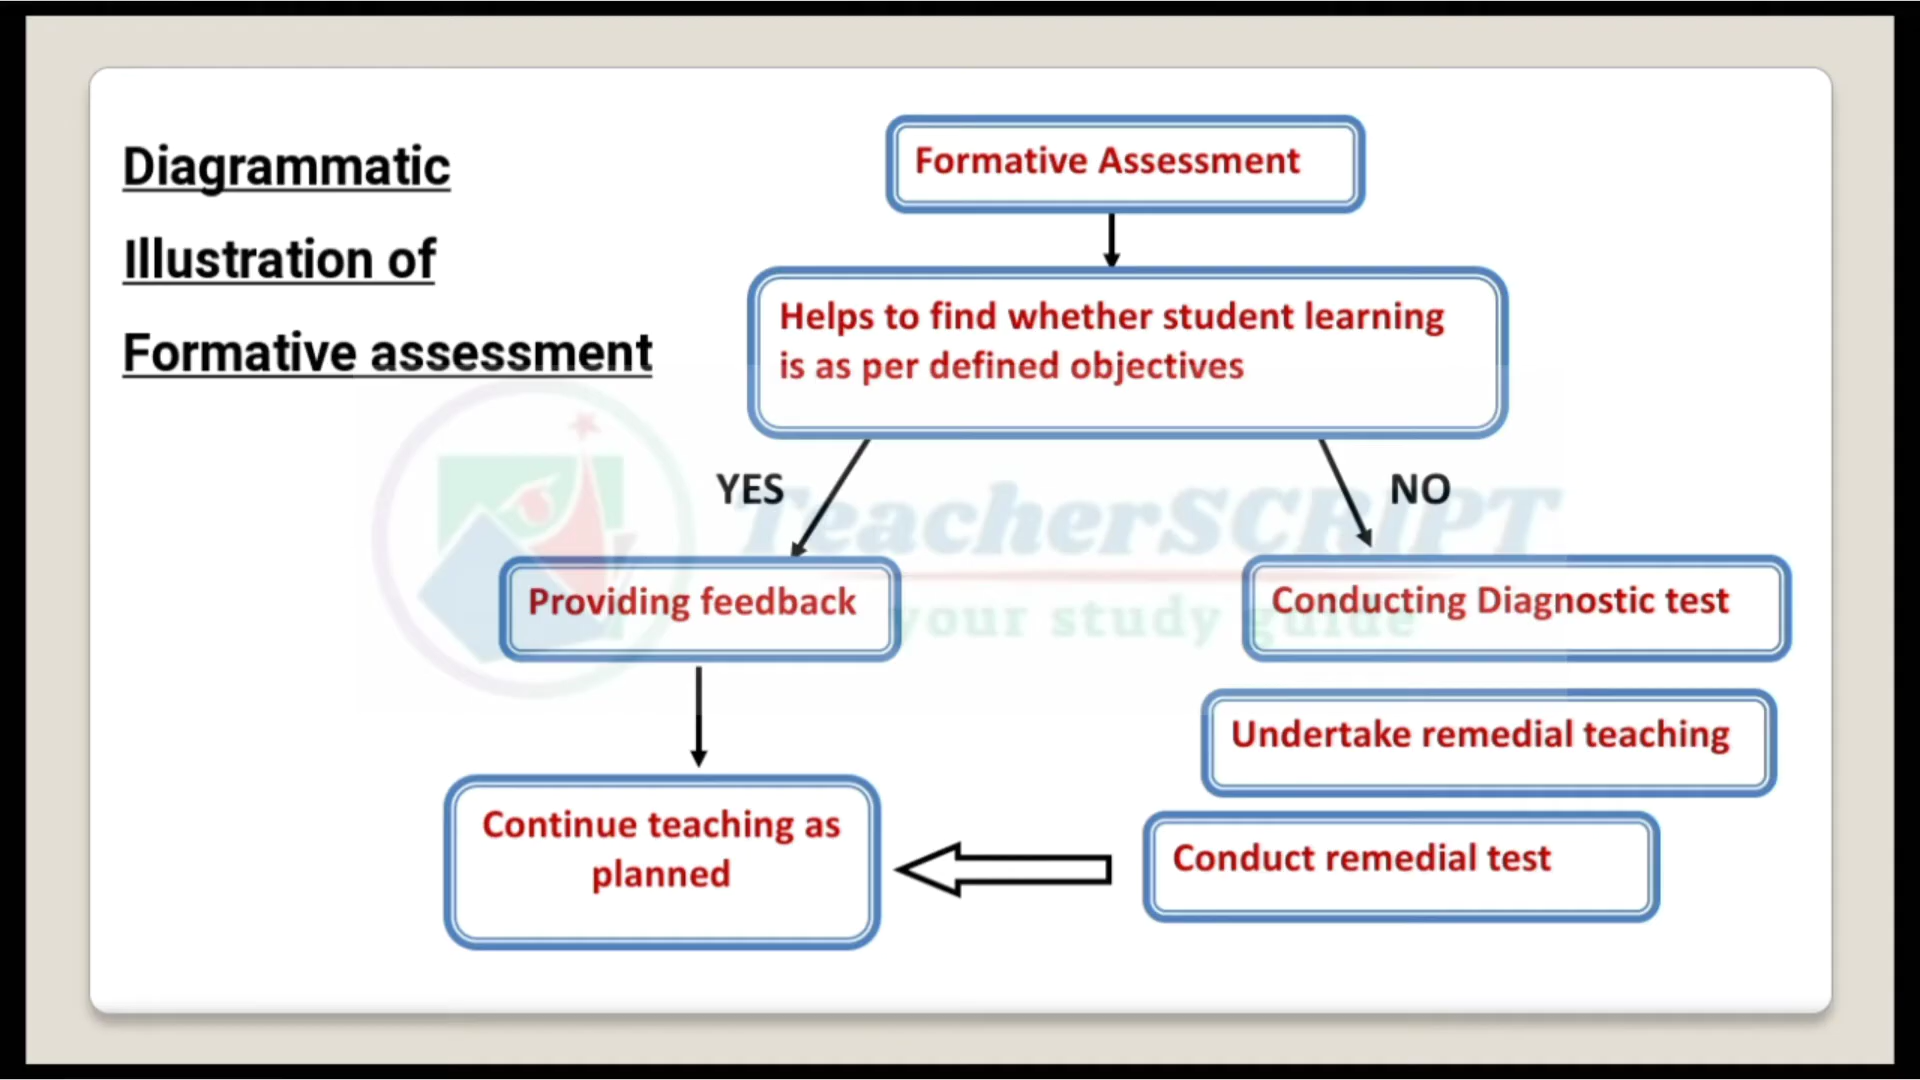 Diagrammatic
Illustration of
Formative assessment
Formative Assessment
Helps to find whether student learning
is as per defined objectives
YES
NO
TeacherSCRIPT
your study guide
Providing feedback
Conducting Diagnostic test
Undertake remedial teaching
Continue teaching as
planned
Conduct remedial test